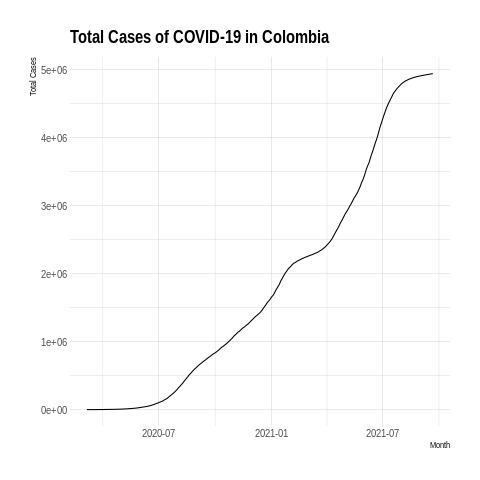 Total Cases of COVID-19 in Colombia
Total Cases
5e+06
4e+06
3e+06
2e+06
1e+06
0e+00
2020-07
2021-01
2021-07
Month